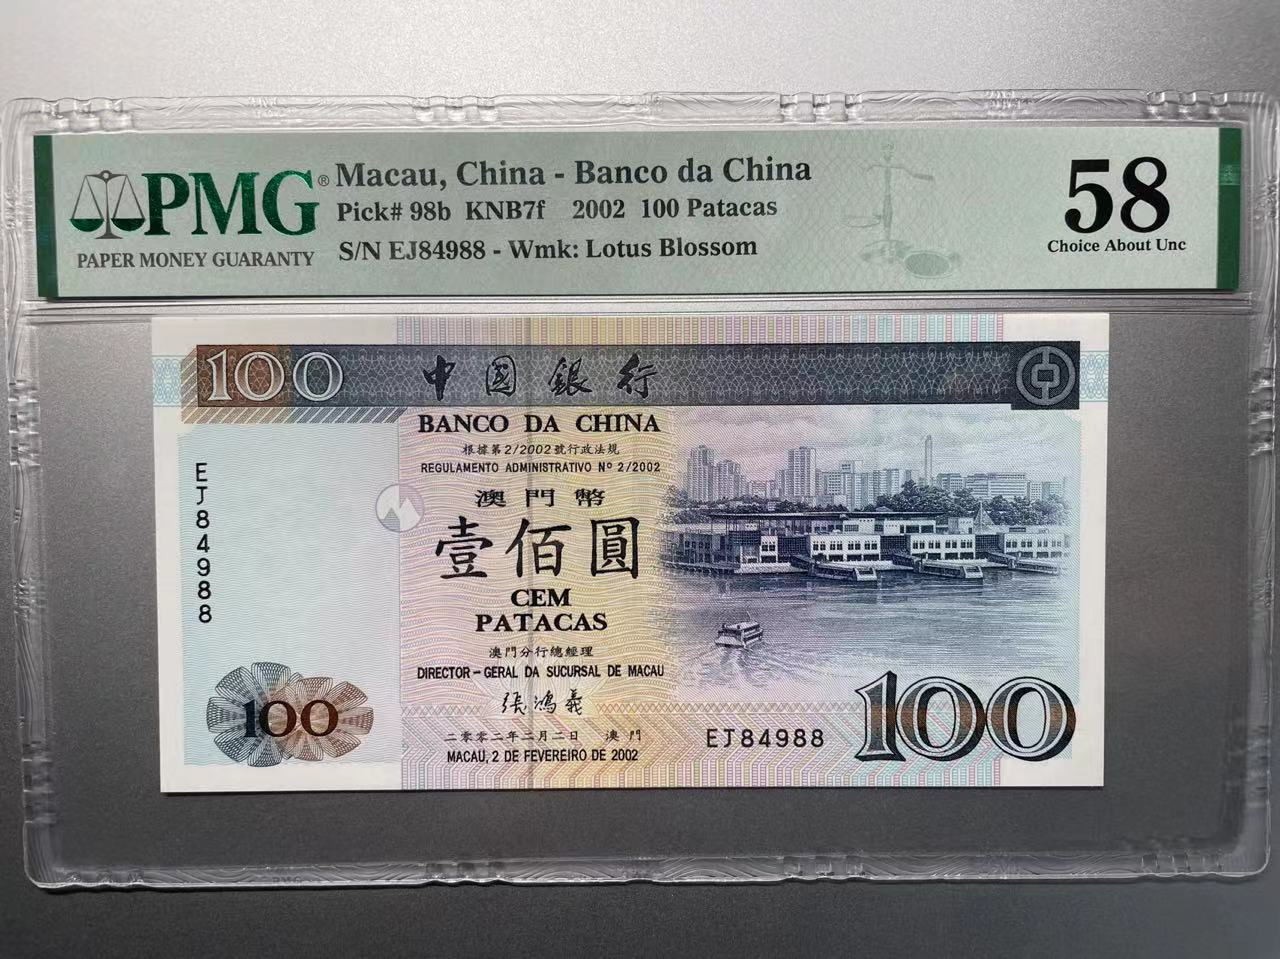 PMG®
PAPER MONEY GUARANTY
Macau, China - Banco da China
Pick# 98b KNB7f 2002 100 Patacas
S/N EJ84988 - Wmk: Lotus Blossom
58
Choice About Unc
100
中國銀行
BANCO DA CHINA
根據第2/2002號行政法規
REGULAMENTO ADMINISTRATIVO Nº 2/2002
澳門幣
壹佰圓
CEM
PATACAS
澳門分行總經理
DIRECTOR-GERAL DA SUCURSAL DE MACAU
張鴻義
二零零二年二月二日 澳門
MACAU, 2 DE FEVEREIRO DE 2002
EJ84988
100
EJ84988
100